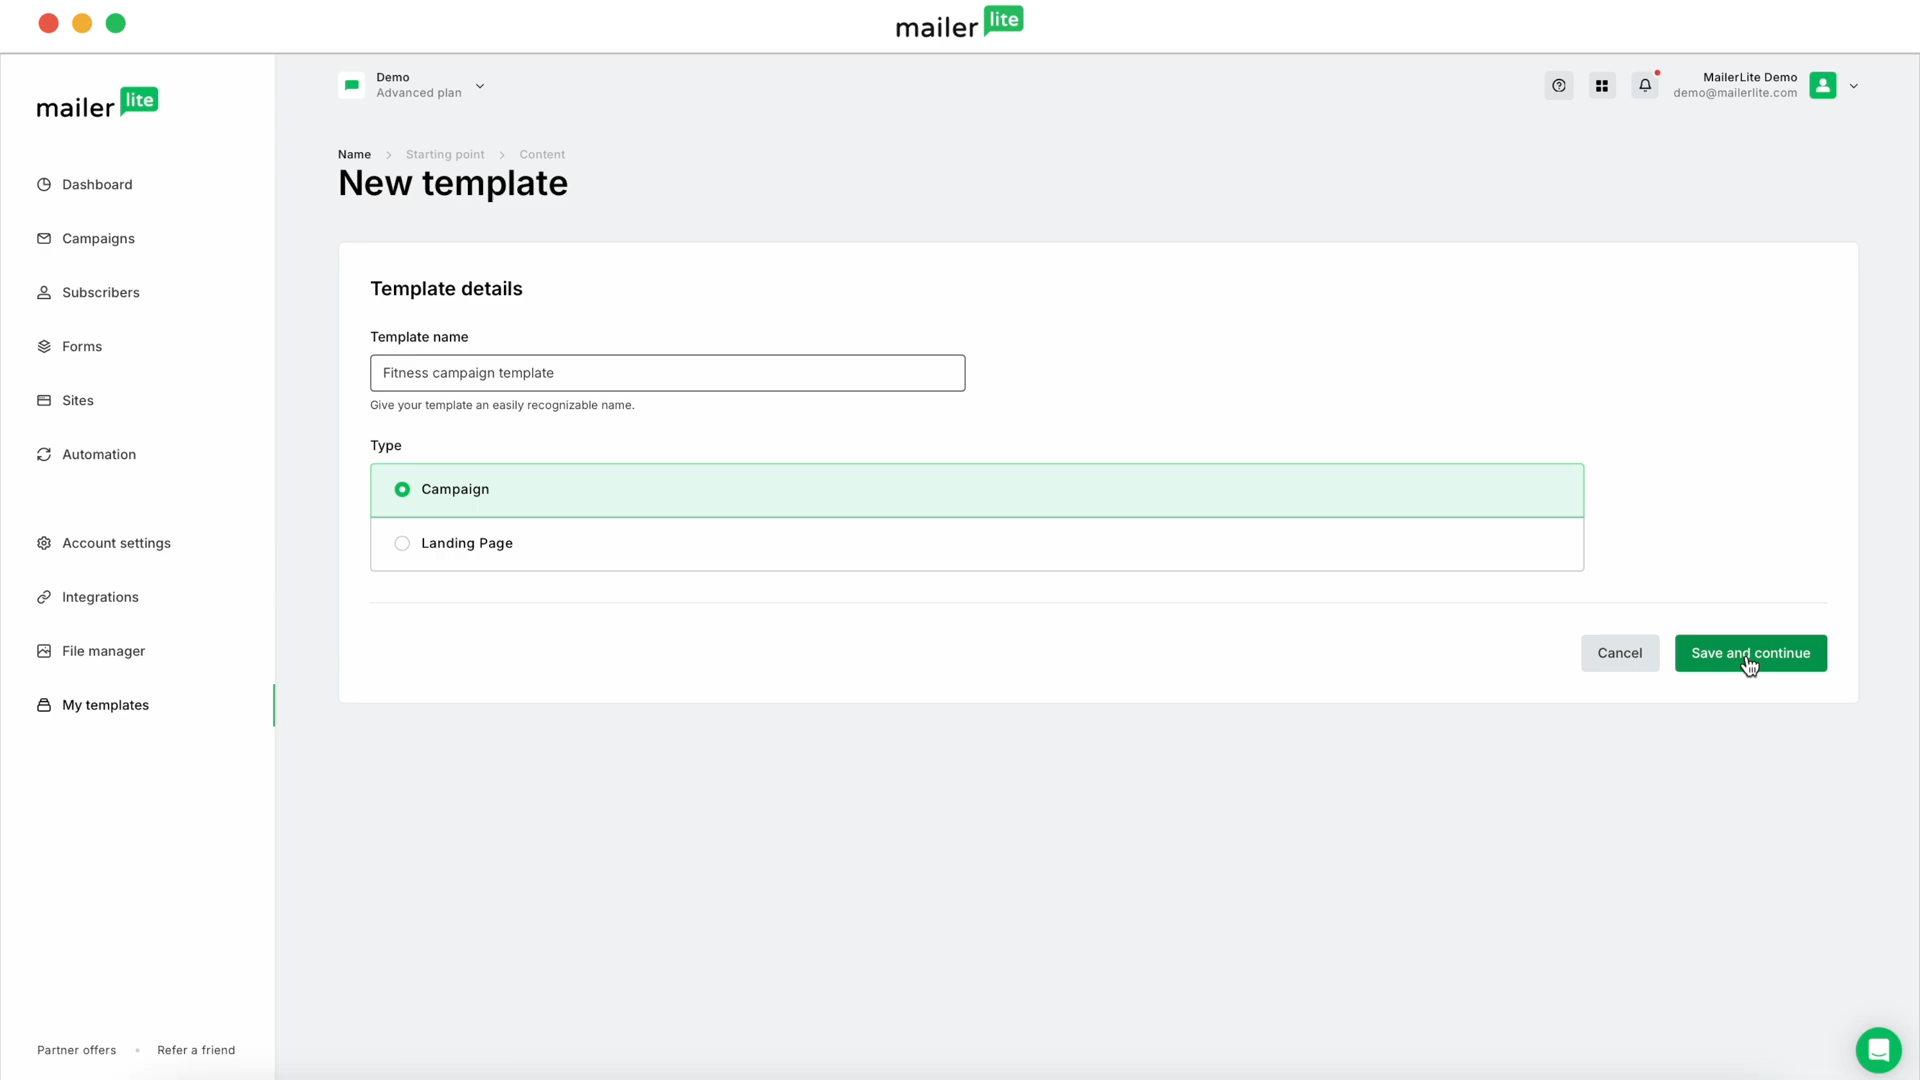 mailer lite
mailer lite
Demo
Advanced plan
MailerLite Demo
demo@mailerlite.com
Dashboard
Campaigns
Subscribers
Forms
Sites
Automation
Account settings
Integrations
File manager
My templates
Partner offers • Refer a friend
Name > Starting point > Content
New template
Template details
Template name
Fitness campaign template
Give your template an easily recognizable name.
Type
Campaign
Landing Page
Cancel
Save and continue